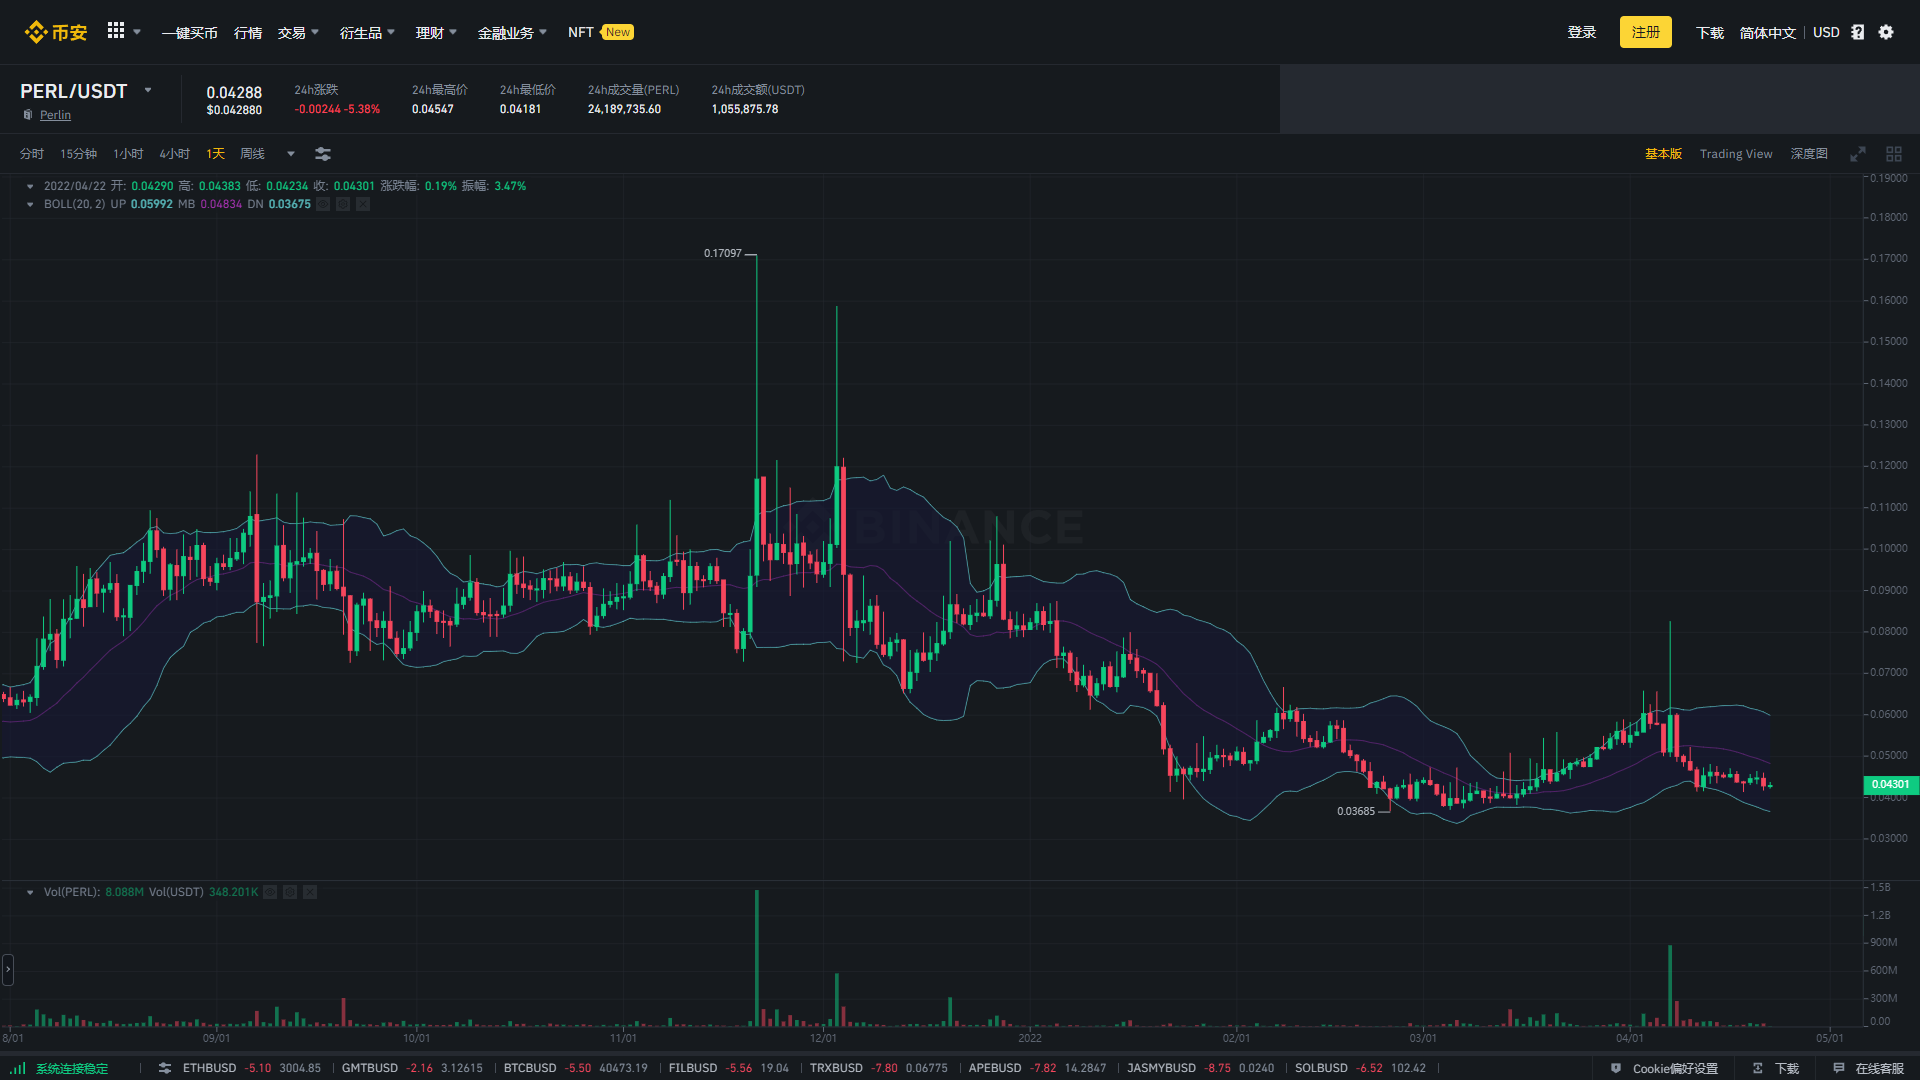 币安 一键买币 行情 交易 衍生品 理财 金融业务 NFT New 登录 注册 下载 简体中文 USD
PERL/USDT
Perlin
0.04288
$0.042880
24h涨跌
-0.00244 -5.38%
24h最高价
0.04547
24h最低价
0.04181
24h成交量(PERL)
24,189,735.60
24h成交额(USDT)
1,055,875.78
分时 15分钟 1小时 4小时 1天 周线 基本版 Trading View 深度图
2022/04/22 开: 0.04290 高: 0.04383 低: 0.04234 收: 0.04301 涨跌幅: 0.19% 振幅: 3.47%
BOLL(20, 2) UP 0.05992 MB 0.04834 DN 0.03675
0.17097
0.03685
BINANCE
0.19000
0.18000
0.17000
0.16000
0.15000
0.14000
0.13000
0.12000
0.11000
0.10000
0.09000
0.08000
0.07000
0.06000
0.05000
0.04301
0.04000
0.03000
Vol(PERL): 8.088M Vol(USDT) 348.201K
1.5B
1.2B
900M
600M
300M
0.00
8/01 09/01 10/01 11/01 12/01 2022 02/01 03/01 04/01 05/01
系统连接稳定 ETHBUSD -5.10 3004.85 GMTBUSD -2.16 3.12615 BTCBUSD -5.50 40473.19 FILBUSD -5.56 19.04 TRXBUSD -7.80 0.06775 APEBUSD -7.82 14.2847 JASMYBUSD -8.75 0.0240 SOLBUSD -6.52 102.42 Cookie偏好设置 下载 在线客服